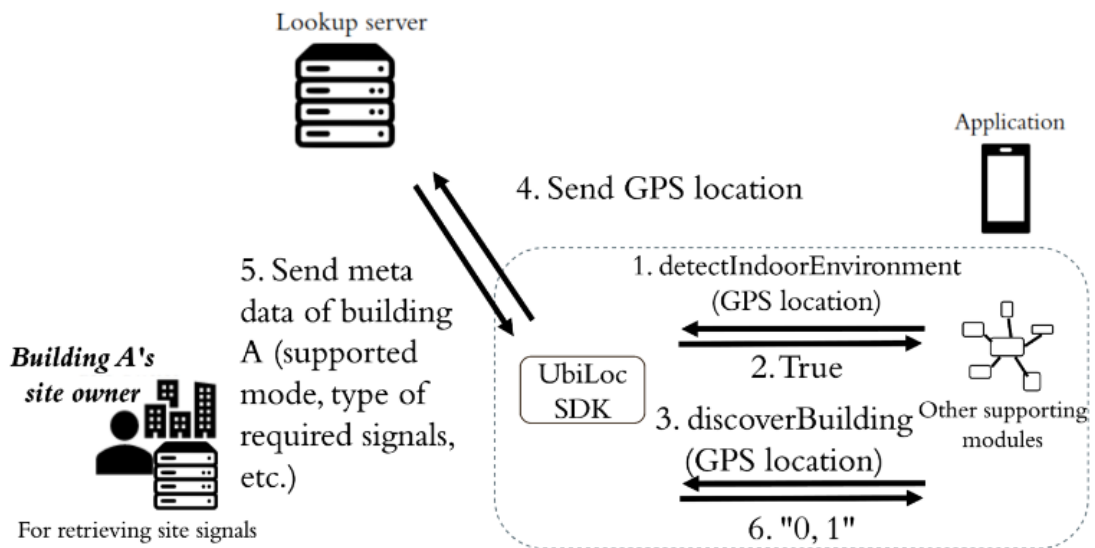 Lookup server
Application
4. Send GPS location
1. detectIndoorEnvironment
(GPS location)
2. True
5. Send meta
data of building
A (supported
mode, type of
required signals,
etc.)
Building A's
site owner
For retrieving site signals
UbiLoc
SDK
3. discoverBuilding
(GPS location)
6. "0, 1"
Other supporting
modules